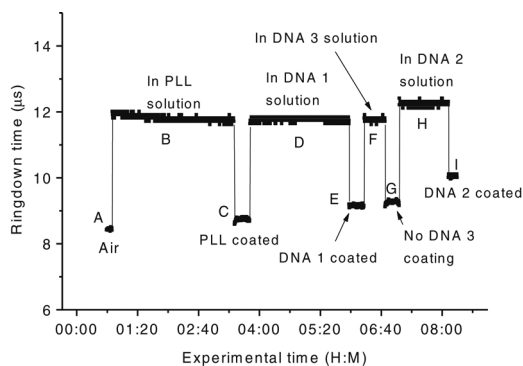 In DNA 3 solution
In DNA 2
solution
In PLL
solution
In DNA 1
solution
14
12
10
8
6
Ringdown time (µs)
A
Air
B
C
PLL coated
D
E
DNA 1 coated
F
G
No DNA 3
coating
H
I
DNA 2 coated
00:00
01:20
02:40
04:00
05:20
06:40
08:00
Experimental time (H:M)